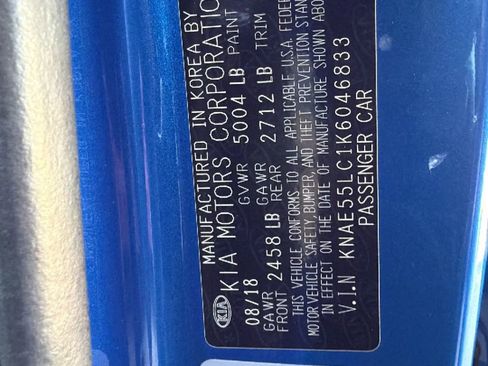 MANUFACTURED IN KOREA BY
KIA KIA MOTORS CORPORATION
08/18 GVWR 5004 LB PAINT
GAWR FRONT 2458 LB GAWR REAR 2712 LB TRIM
THIS VEHICLE CONFORMS TO ALL APPLICABLE U.S.A. FEDER
MOTOR VEHICLE SAFETY, BUMPER, AND THEFT PREVENTION STAN
IN EFFECT ON THE DATE OF MANUFACTURE SHOWN ABO
V.I.N KNAE55LC1K6046833
PASSENGER CAR